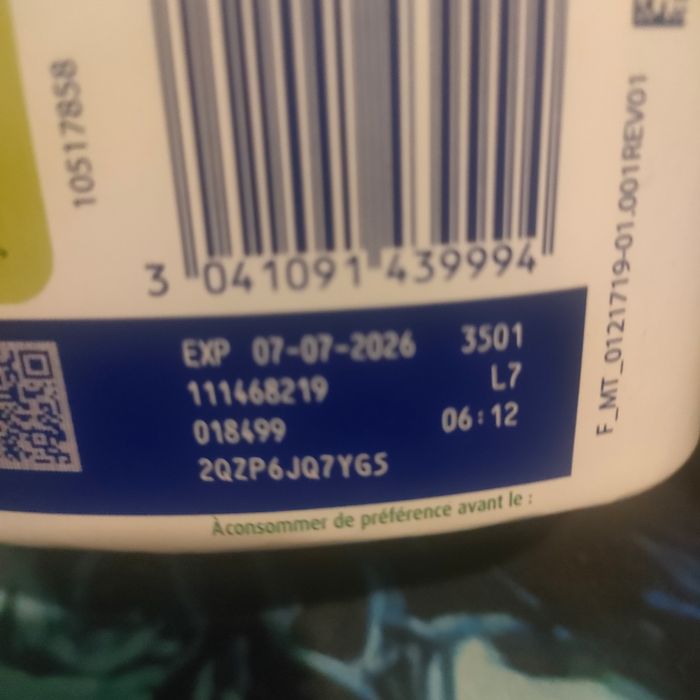 10517858
3 041091 439994
F_MT_0121719-01.001REV01
EXP 07-07-2026 3501
111468219 L7
018499 06:12
2QZP6JQ7YG5
À consommer de préférence avant le :